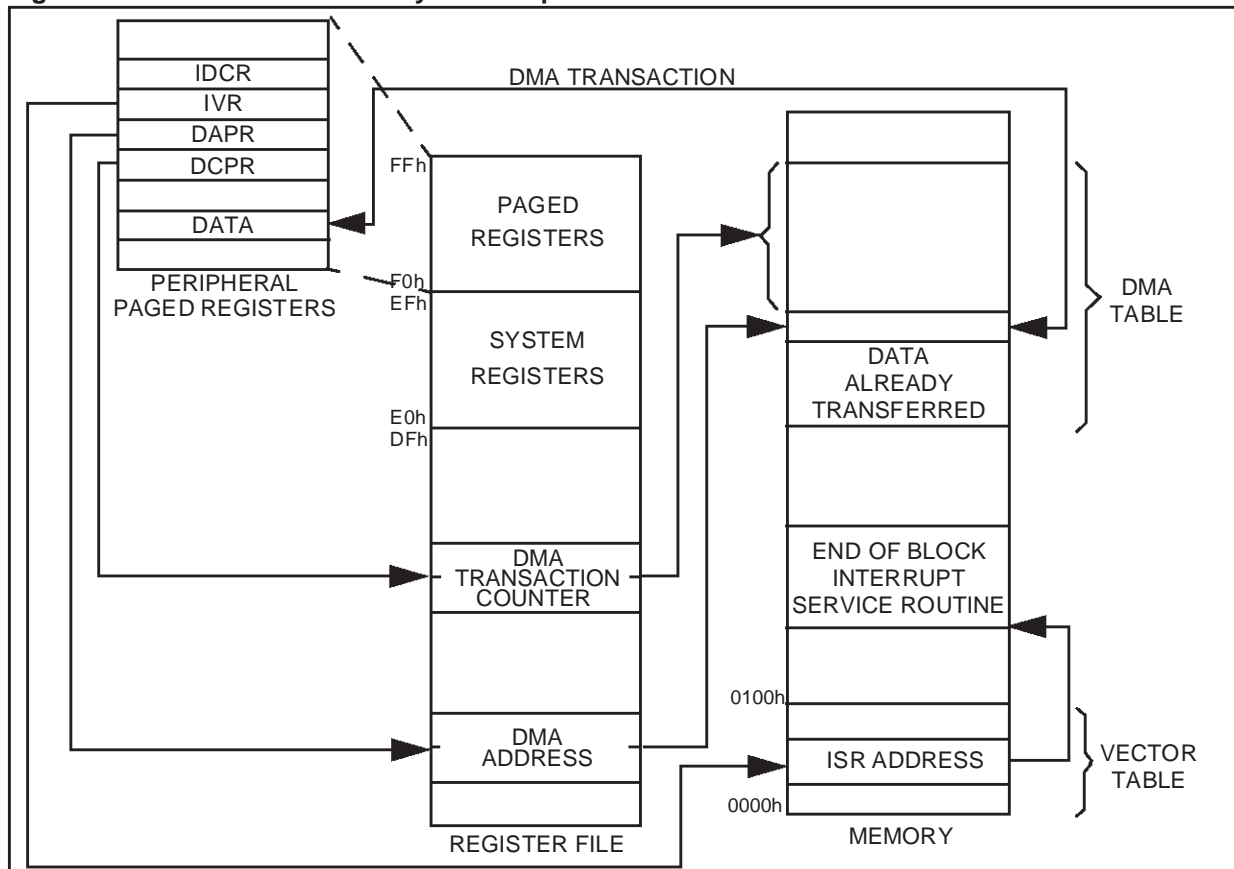 IDCR
IVR
DAPR
DCPR
DATA
PERIPHERAL
PAGED REGISTERS
DMA TRANSACTION
FFh
PAGED
REGISTERS
F0h
EFh
SYSTEM
REGISTERS
E0h
DFh
DMA
TRANSACTION
COUNTER
DMA
ADDRESS
REGISTER FILE
DATA
ALREADY
TRANSFERRED
END OF BLOCK
INTERRUPT
SERVICE ROUTINE
0100h
ISR ADDRESS
0000h
MEMORY
DMA
TABLE
VECTOR
TABLE